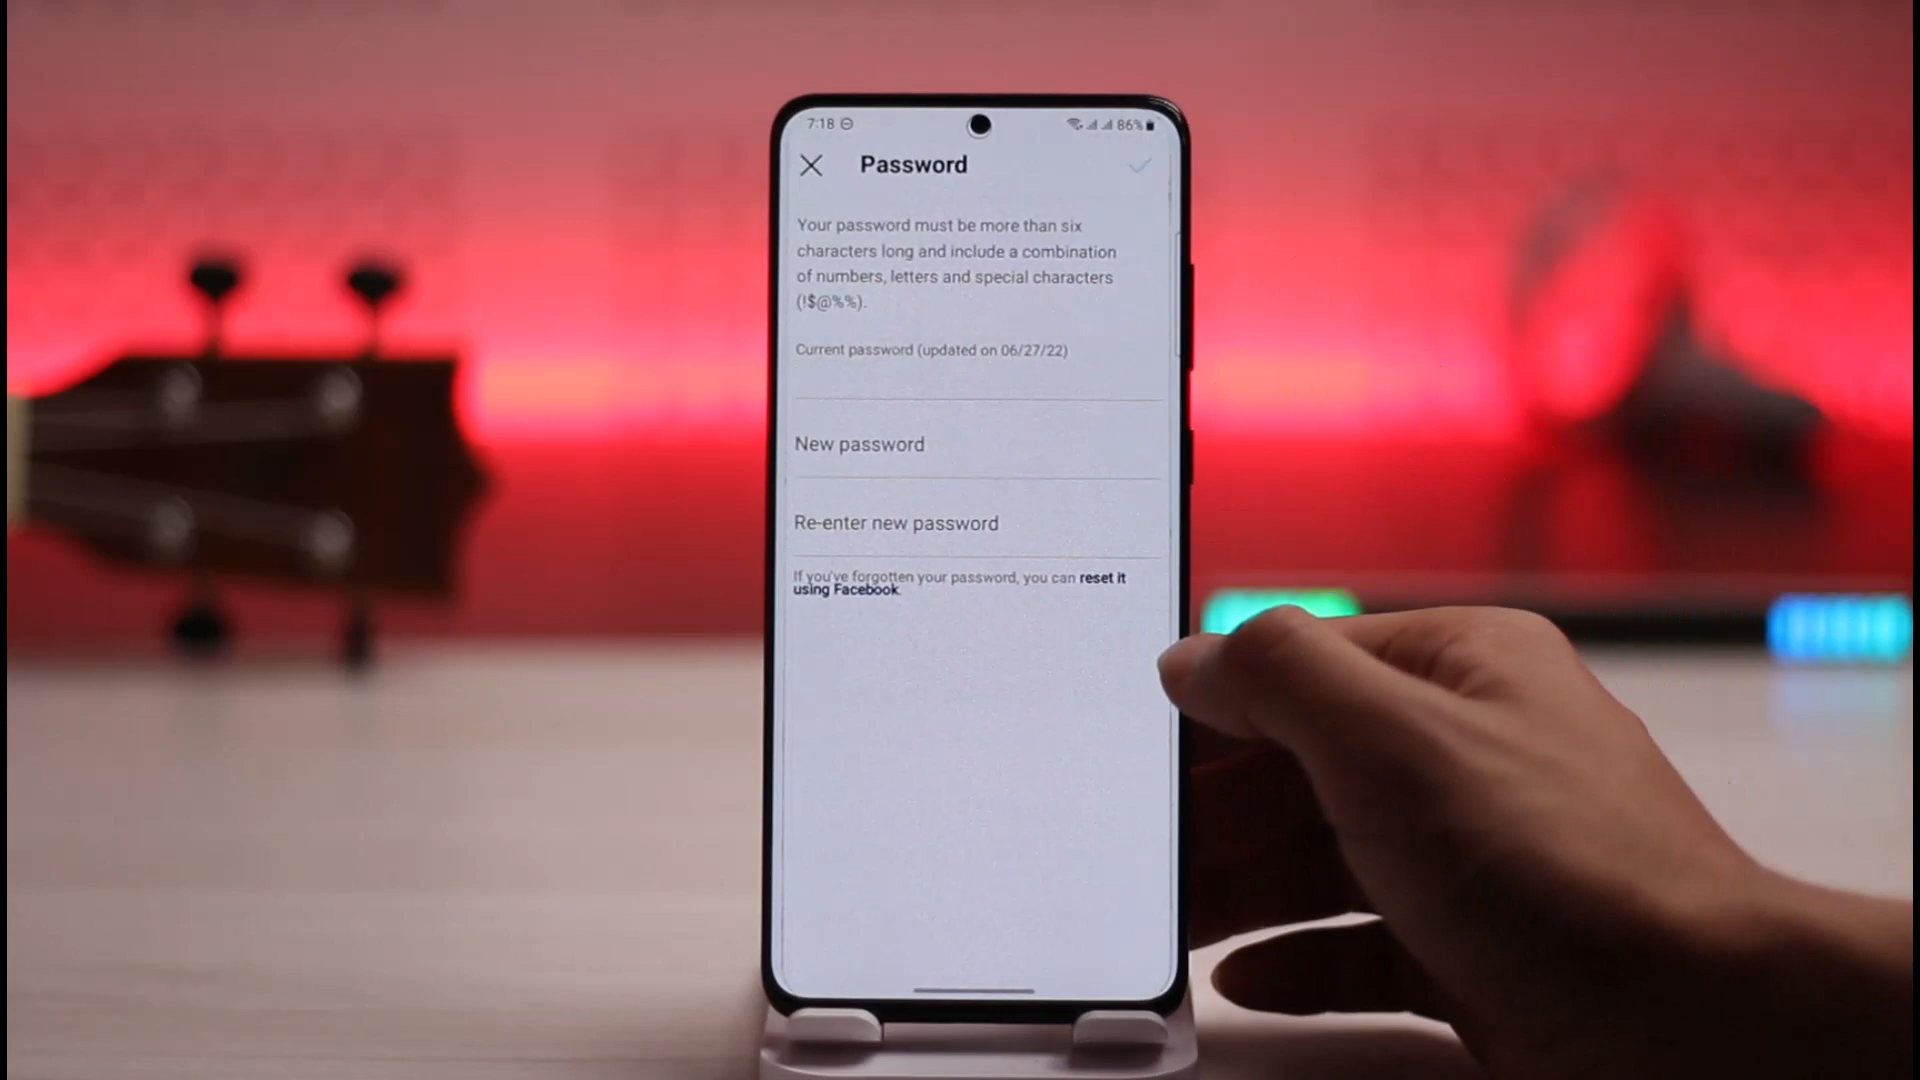 7:18
86%
Password
Your password must be more than six
characters long and include a combination
of numbers, letters and special characters
(!$@%%).
Current password (updated on 06/27/22)
New password
Re-enter new password
If you've forgotten your password, you can reset it
using Facebook.